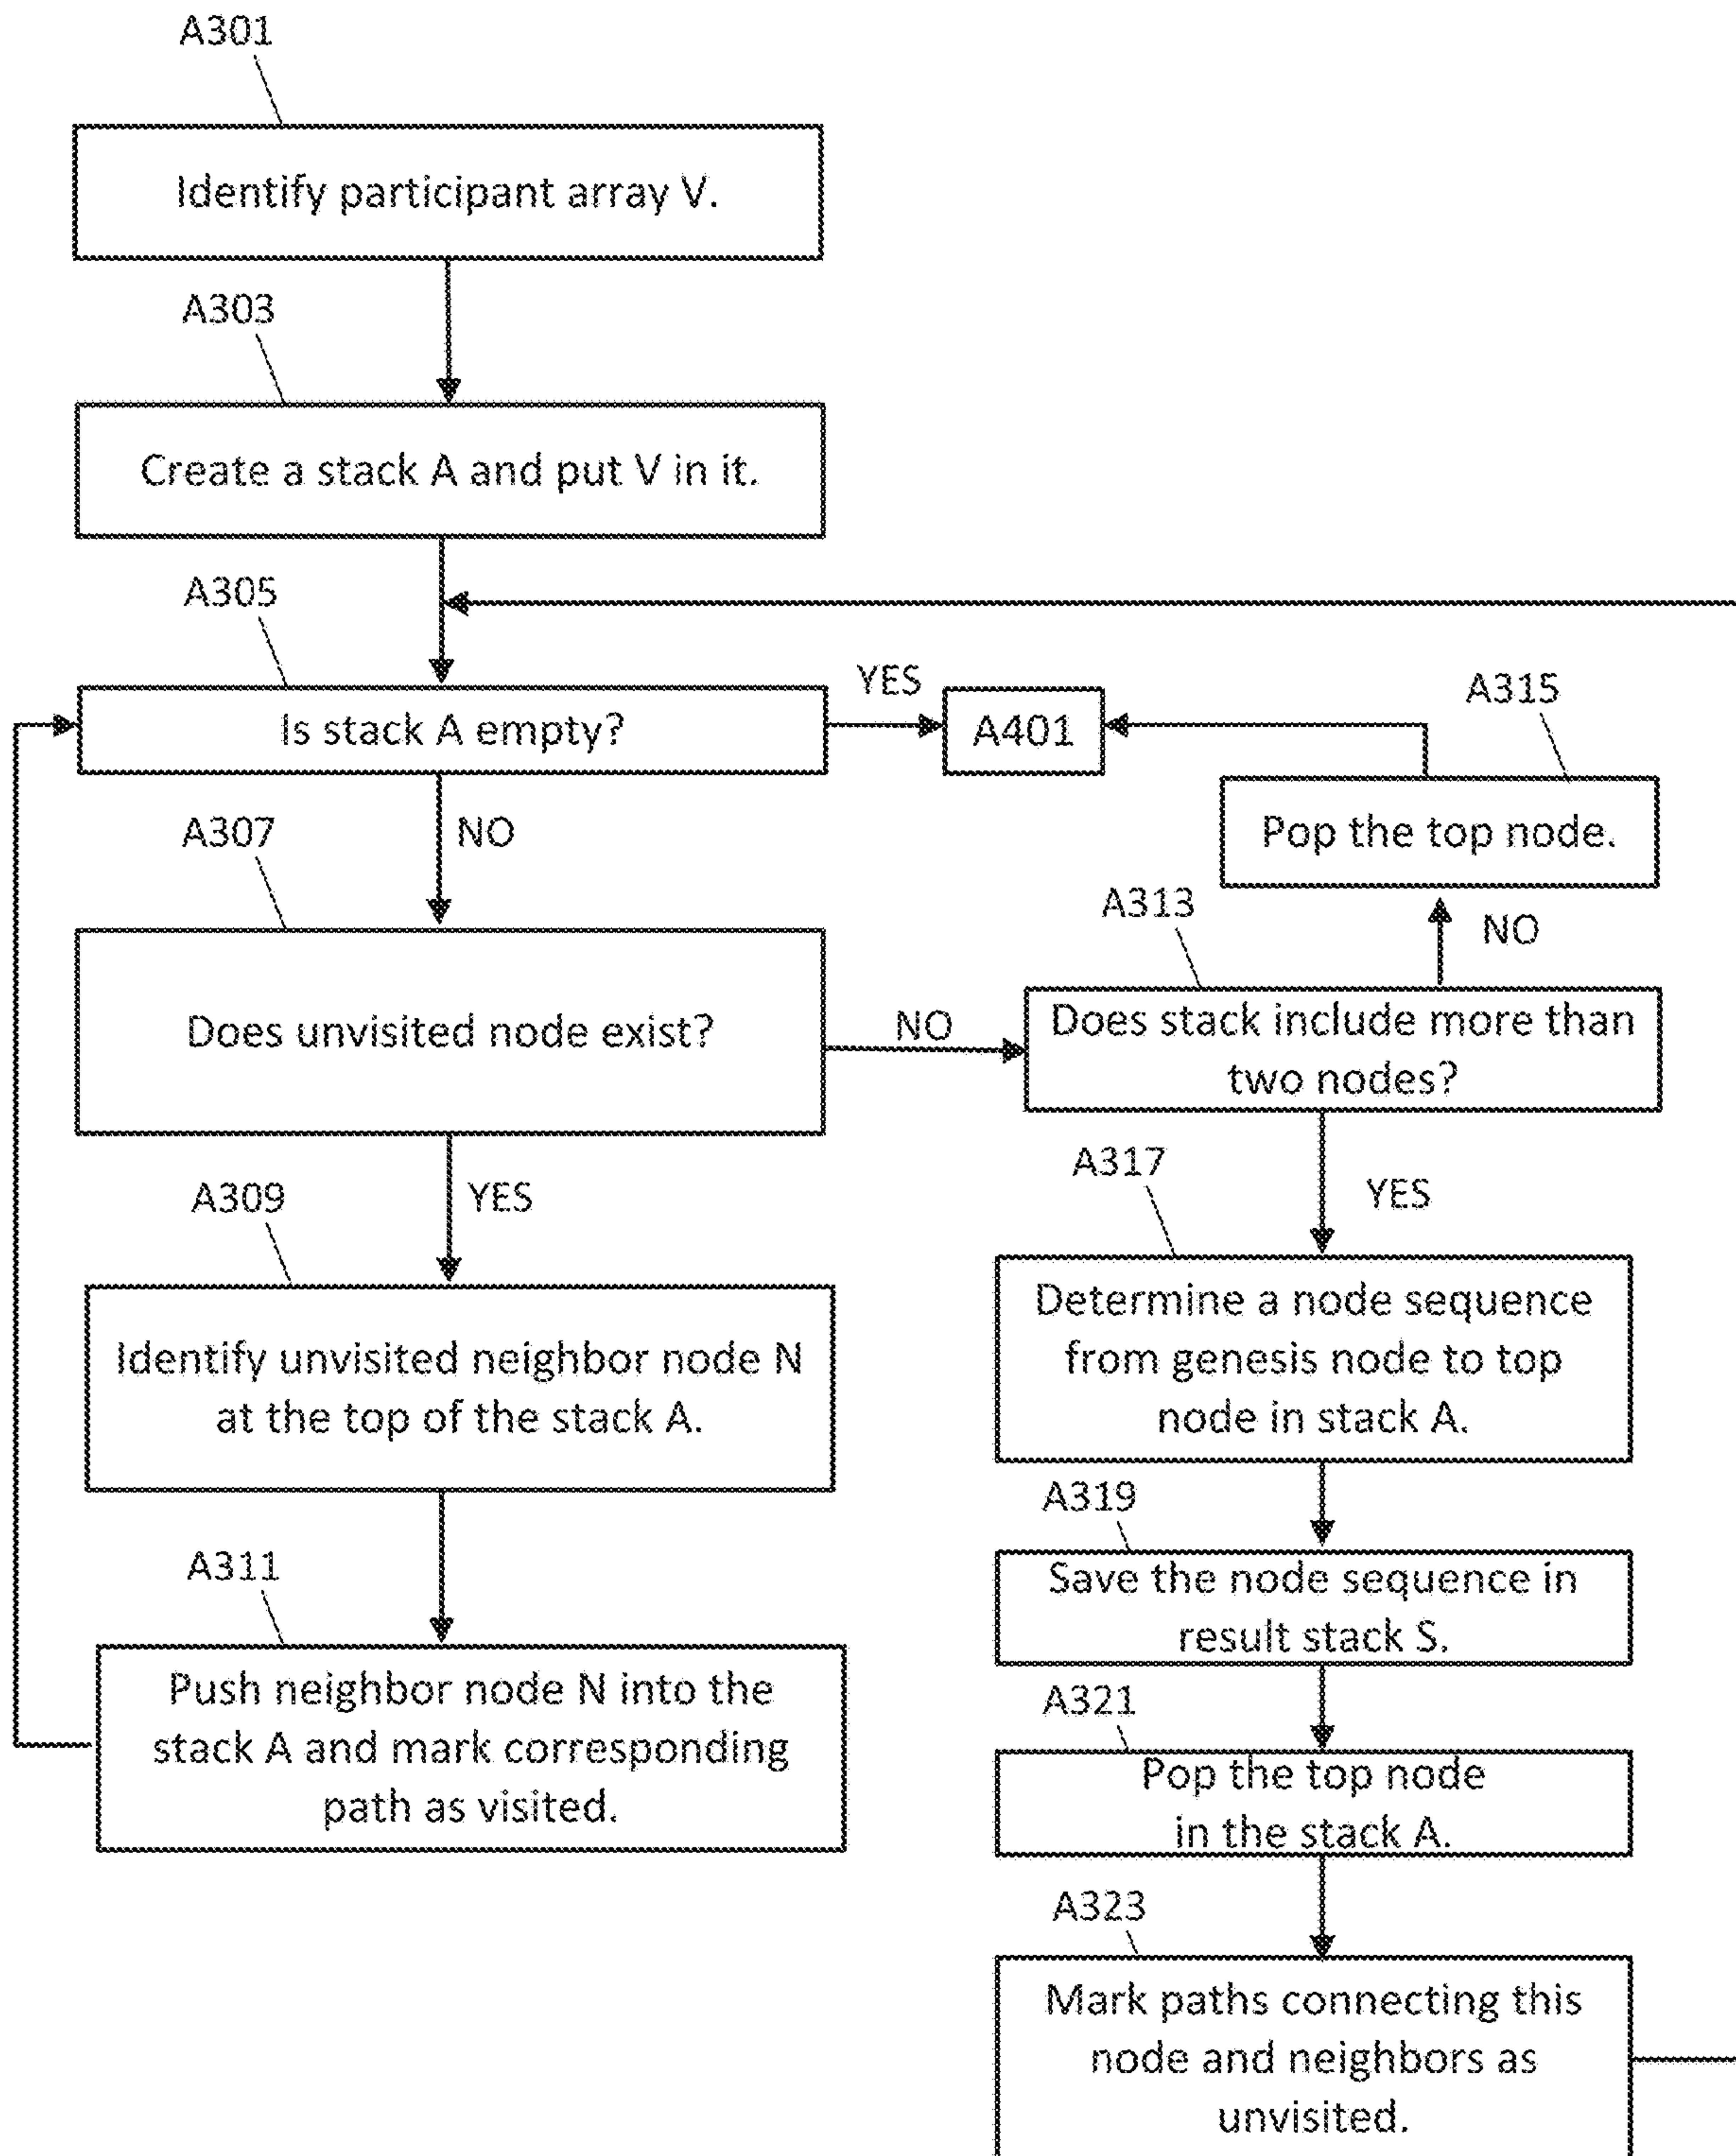 A301
Identify participant array V.
A303
Create a stack A and put V in it.
A305
Is stack A empty?
YES
A401
A315
Pop the top node.
NO
A307
Does unvisited node exist?
NO
A313
NO
Does stack include more than
two nodes?
YES
A309
Identify unvisited neighbor node N
at the top of the stack A.
A317
YES
Determine a node sequence
from genesis node to top
node in stack A.
A311
Push neighbor node N into the
stack A and mark corresponding
path as visited.
A319
Save the node sequence in
result stack S.
A321
Pop the top node
in the stack A.
A323
Mark paths connecting this
node and neighbors as
unvisited.